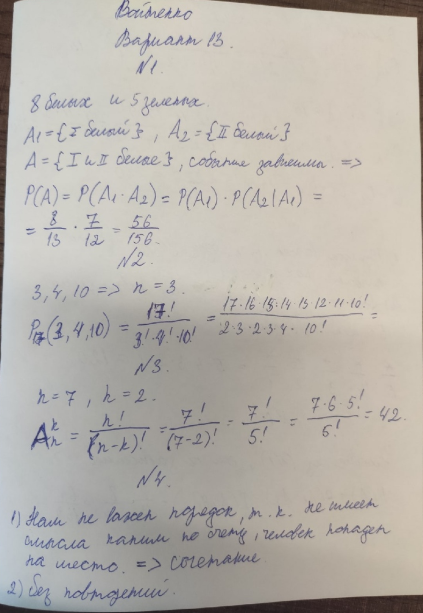 Войтенко
Вариант 13.
№1.
8 белых и 5 зеленых.
A₁ = {I белый}, A₂ = {II белый}
A = {I и II белые}, события зависимы. =>
P(A) = P(A₁·A₂) = P(A₁)·P(A₂|A₁) =
= 8/13 · 7/12 = 56/156.
№2.
3, 4, 10 => n = 3.
P₁₇(3, 4, 10) = 17!/(3!·4!·10!) = (17·16·15·14·13·12·11·10!)/(2·3·2·3·4·10!) =
№3.
n = 7, k = 2.
Aₙᵏ = n!/(n-k)! = 7!/(7-2)! = 7!/5! = (7·6·5!)/5! = 42.
№4.
1) Нам не важен порядок, т.к. не имеет
смысла каким по счету, человек попадет
на место. => сочетание
2) Без повторений.